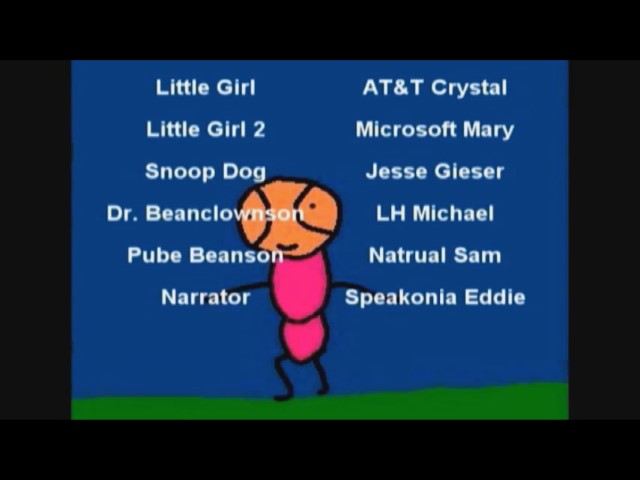 Little Girl AT&T Crystal
Little Girl 2 Microsoft Mary
Snoop Dog Jesse Gieser
Dr. Beanclownson LH Michael
Pube Beanson Natrual Sam
Narrator Speakonia Eddie